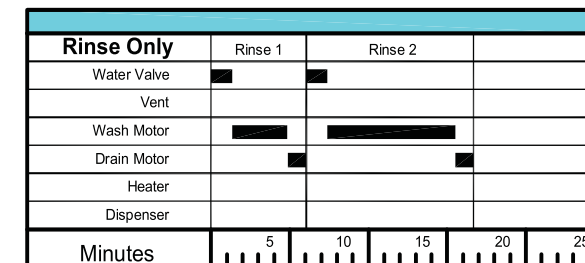 Rinse Only Rinse 1 Rinse 2
Water Valve
Vent
Wash Motor
Drain Motor
Heater
Dispenser
Minutes 5 10 15 20 25